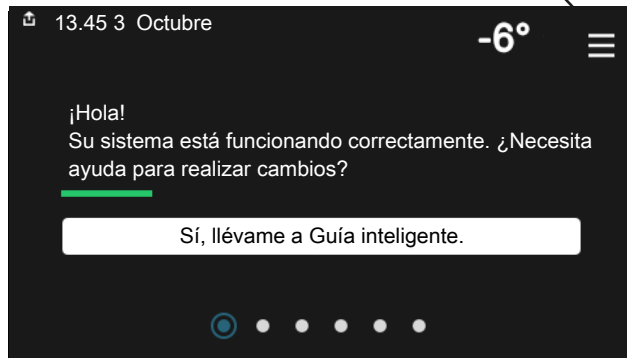 13.45 3 Octubre
-6°
¡Hola!
Su sistema está funcionando correctamente. ¿Necesita
ayuda para realizar cambios?
Sí, llévame a Guía inteligente.